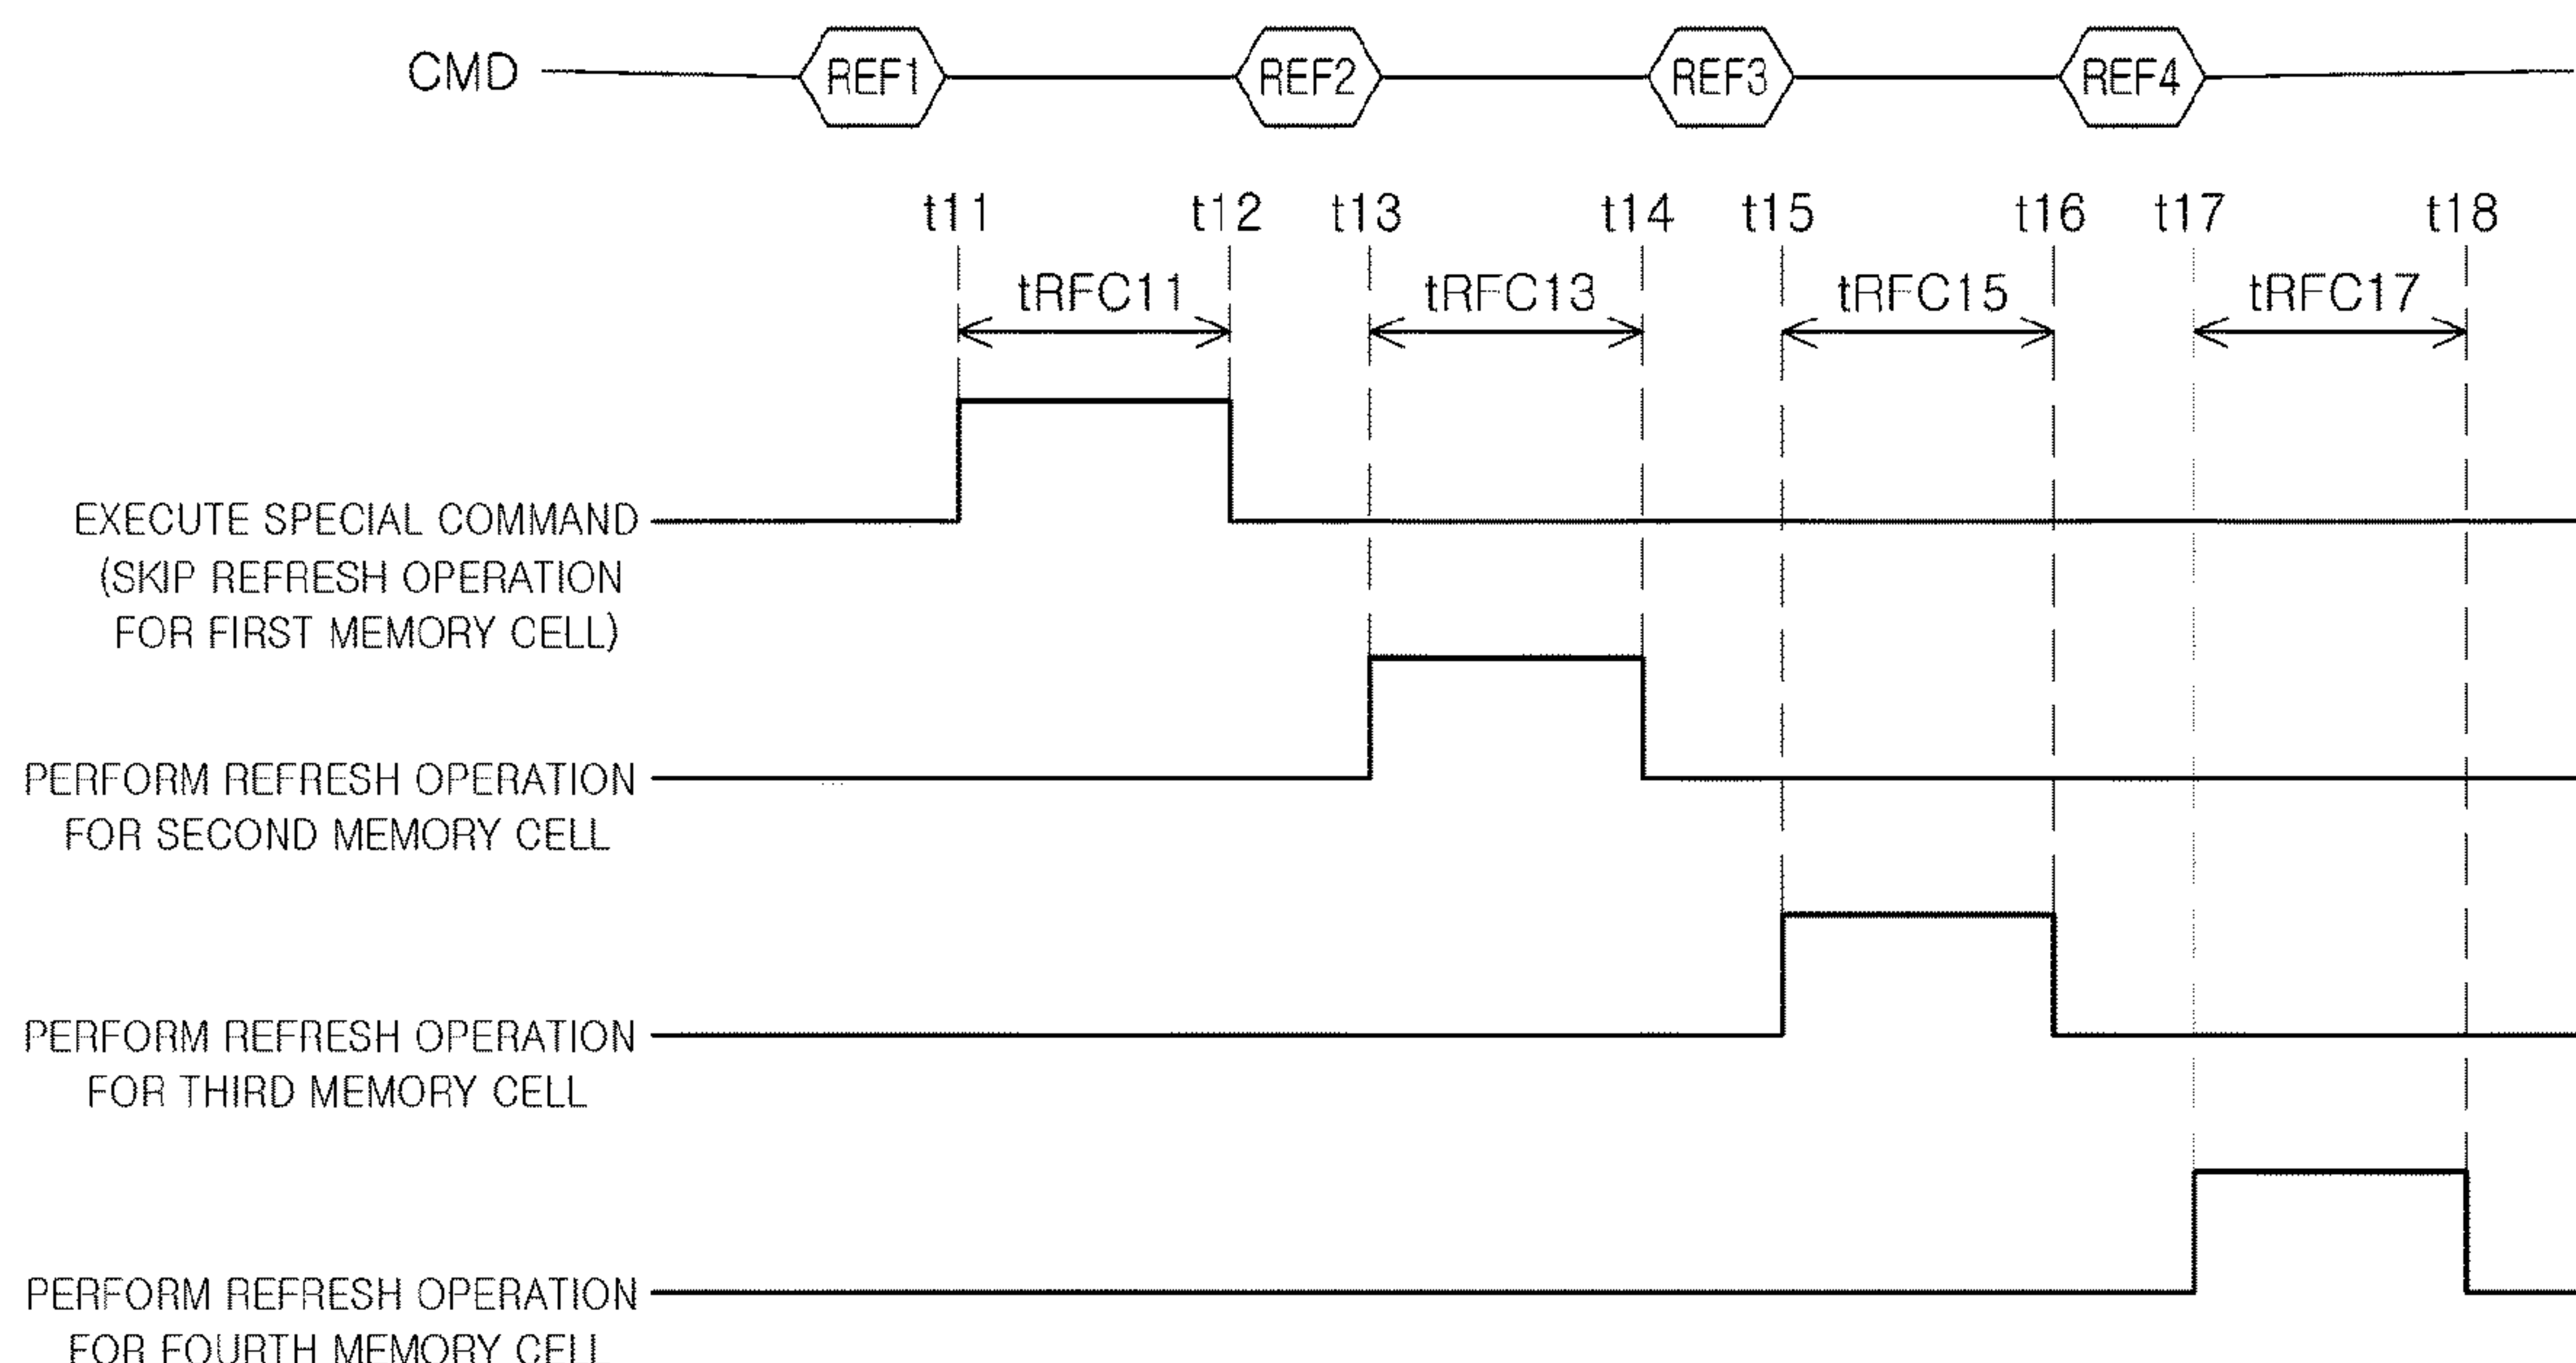 CMD REF1 REF2 REF3 REF4
t11 t12 t13 t14 t15 t16 t17 t18
tRFC11 tRFC13 tRFC15 tRFC17
EXECUTE SPECIAL COMMAND
(SKIP REFRESH OPERATION
FOR FIRST MEMORY CELL)
PERFORM REFRESH OPERATION
FOR SECOND MEMORY CELL
PERFORM REFRESH OPERATION
FOR THIRD MEMORY CELL
PERFORM REFRESH OPERATION
FOR FOURTH MEMORY CELL